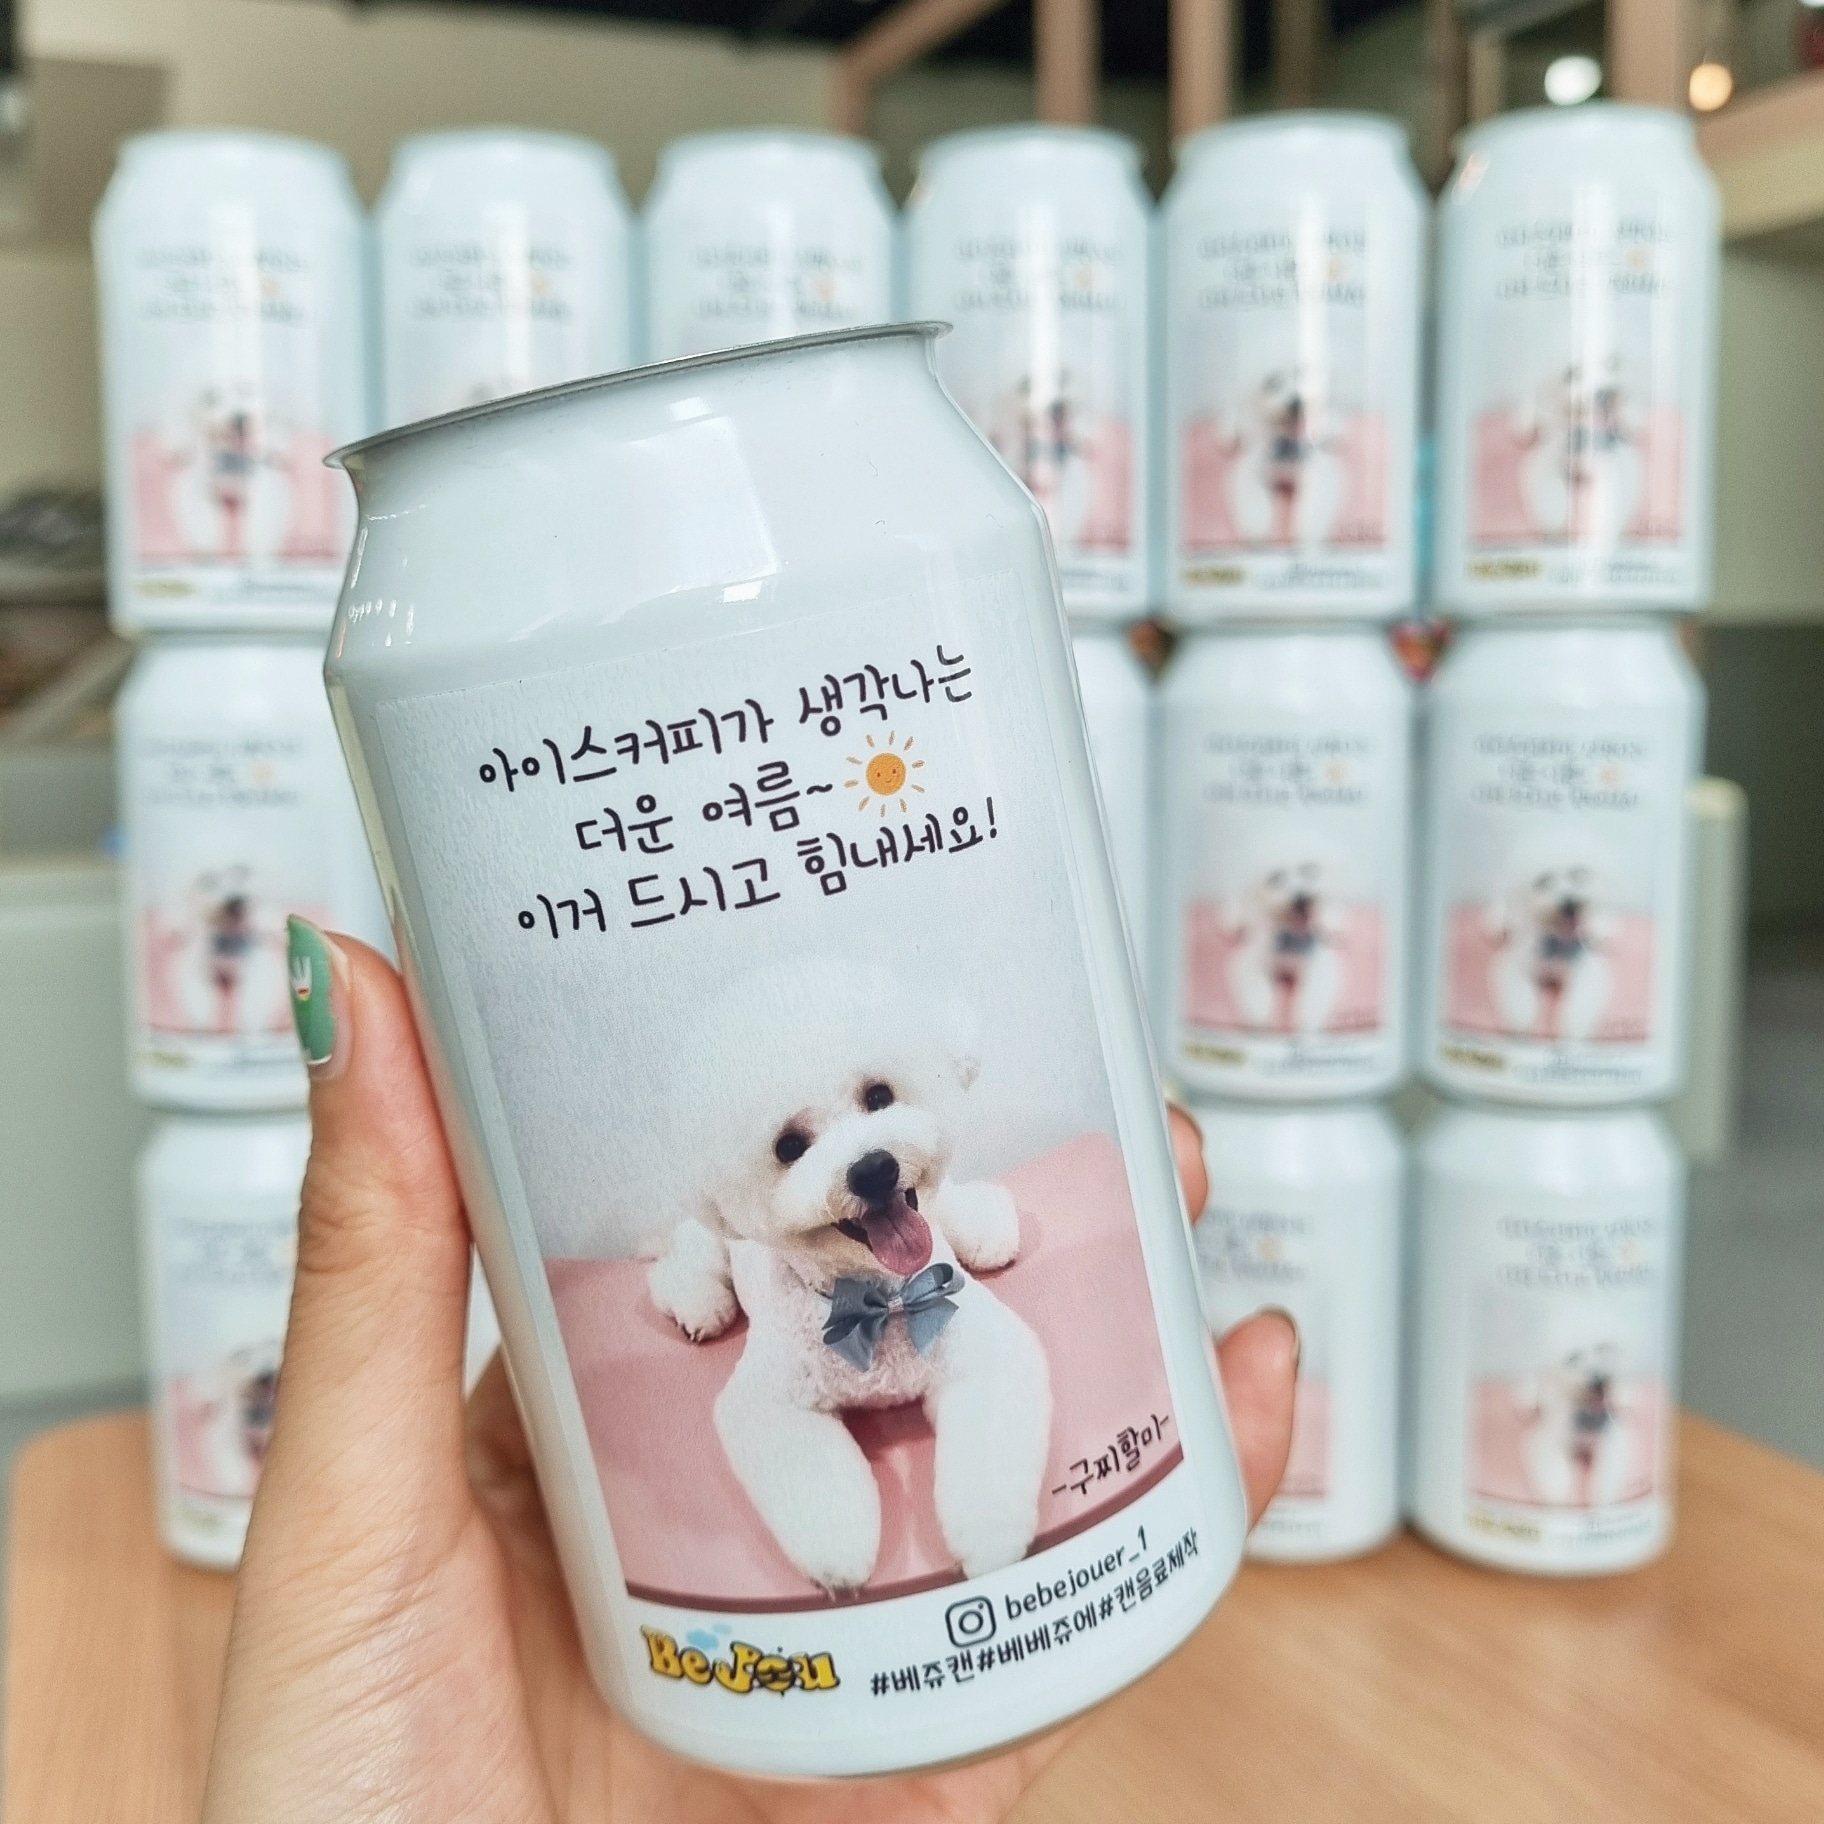 아이스커피가 생각나는
더운 여름~
이거 드시고 힘내세요!
-구찌할미-
BeJou
bebejouer_1
#베쥬캔#베베쥬에#캔음료제작